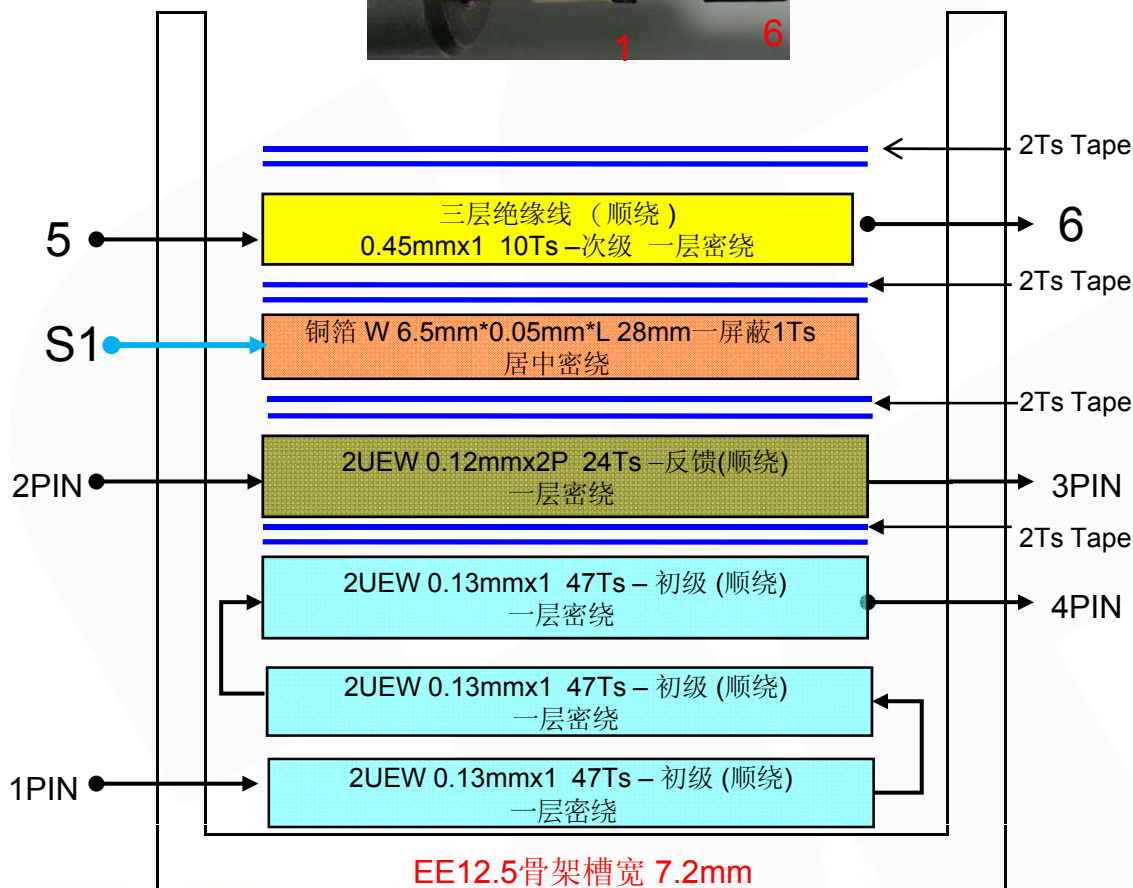 1
6
2Ts Tape
三层绝缘线 （ 顺绕 )
0.45mmx1 10Ts –次级 一层密绕
5
6
2Ts Tape
铜箔 W 6.5mm*0.05mm*L 28mm一屏蔽1Ts
居中密绕
S1
2Ts Tape
2UEW 0.12mmx2P 24Ts –反馈(顺绕)
一层密绕
2PIN
3PIN
2Ts Tape
2UEW 0.13mmx1 47Ts – 初级 (顺绕)
一层密绕
4PIN
2UEW 0.13mmx1 47Ts – 初级 (顺绕)
一层密绕
2UEW 0.13mmx1 47Ts – 初级 (顺绕)
一层密绕
1PIN
EE12.5骨架槽宽 7.2mm